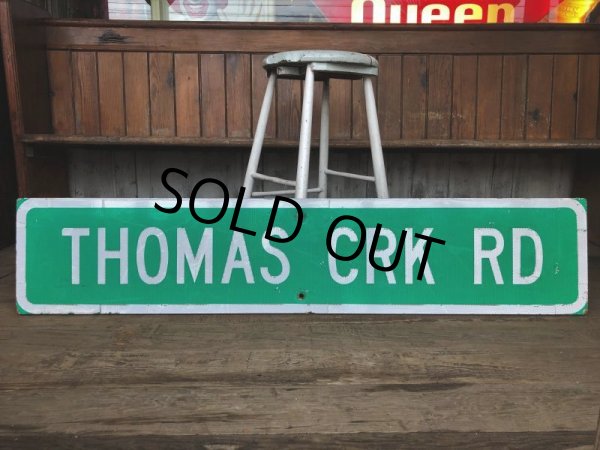 Queen
THOMAS CRK RD
SOLD OUT